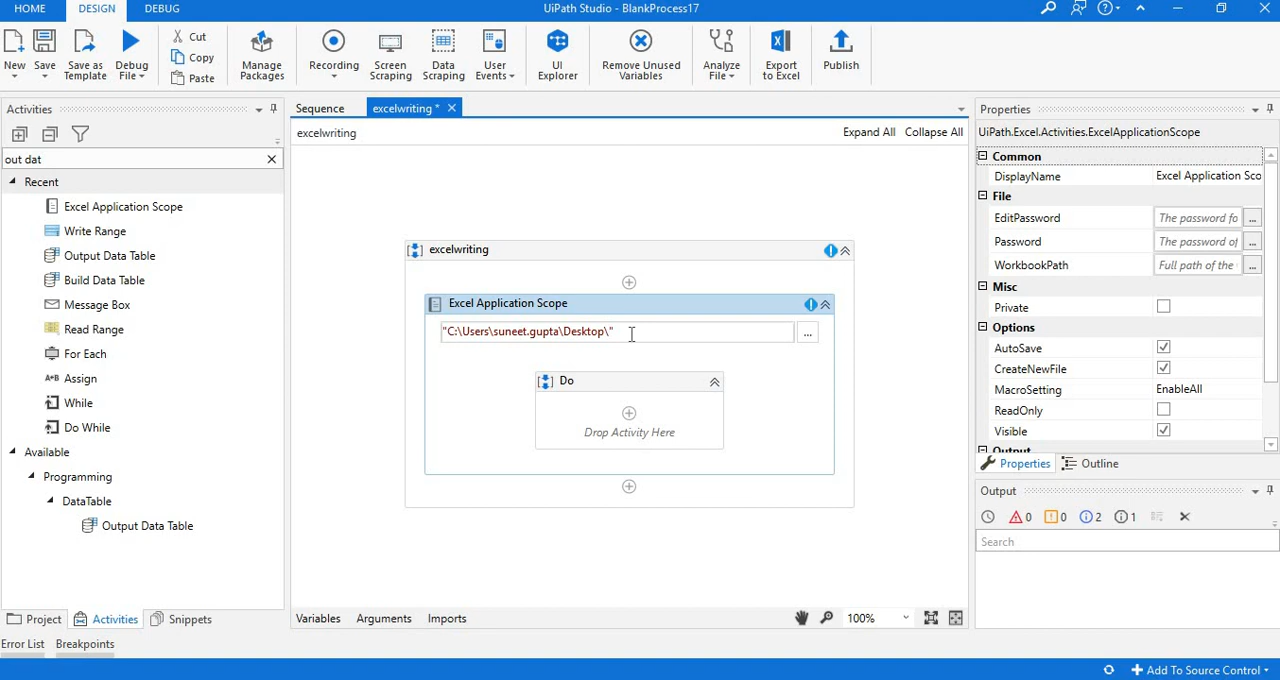 HOME DESIGN DEBUG UiPath Studio - BlankProcess17
New Save Save as Template Debug File Cut Copy Paste Manage Packages Recording Screen Scraping Data Scraping User Events UI Explorer Remove Unused Variables Analyze File Export to Excel Publish
Activities
out dat
Recent
Excel Application Scope
Write Range
Output Data Table
Build Data Table
Message Box
Read Range
For Each
A+B Assign
While
Do While
Available
Programming
DataTable
Output Data Table
Project Activities Snippets
Error List Breakpoints
Sequence excelwriting *
excelwriting Expand All Collapse All
excelwriting
Excel Application Scope
"C:\Users\suneet.gupta\Desktop\" ...
Do
Drop Activity Here
Variables Arguments Imports 100%
Properties
UiPath.Excel.Activities.ExcelApplicationScope
Common
DisplayName Excel Application Sco
File
EditPassword The password fo ...
Password The password of ...
WorkbookPath Full path of the ...
Misc
Private
Options
AutoSave
CreateNewFile
MacroSetting EnableAll
ReadOnly
Visible
Output
Properties Outline
Output
0 0 2 1
Search
Add To Source Control